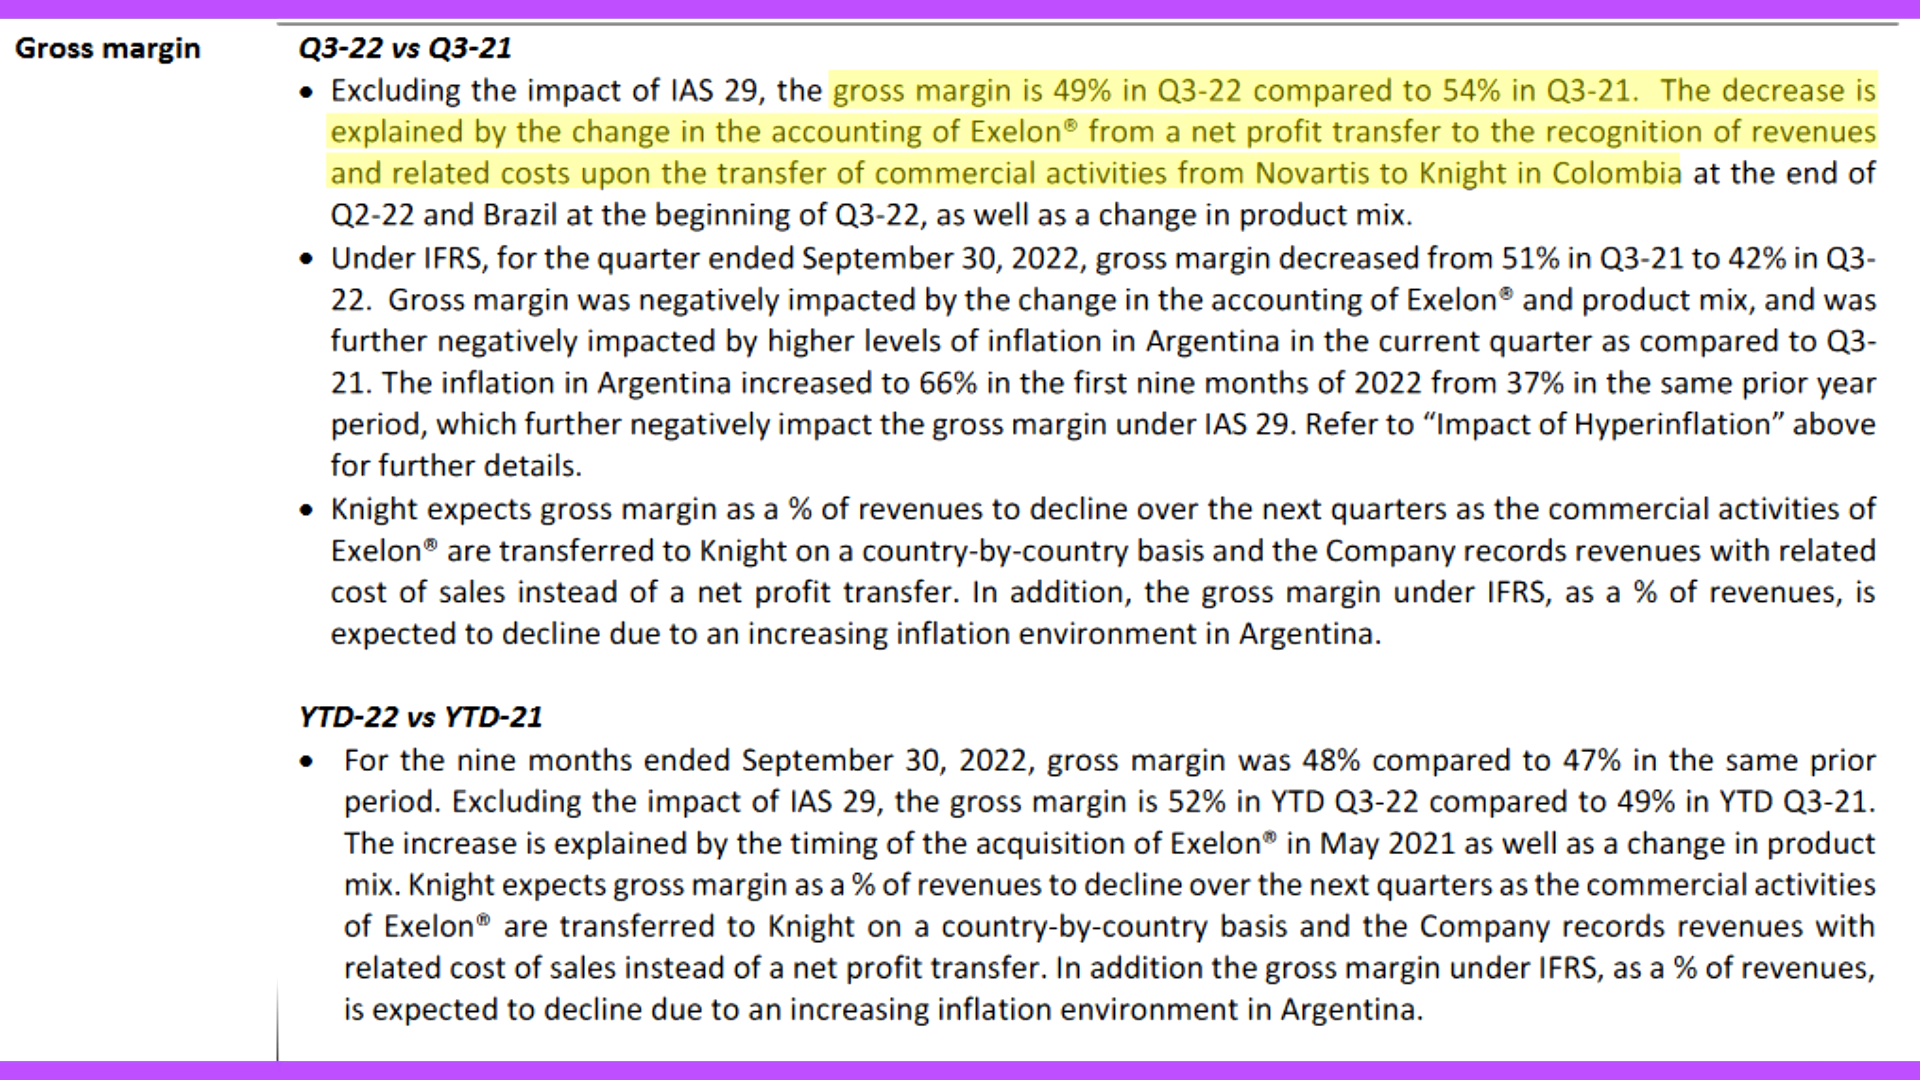 Gross margin
Q3-22 vs Q3-21
• Excluding the impact of IAS 29, the gross margin is 49% in Q3-22 compared to 54% in Q3-21. The decrease is
explained by the change in the accounting of Exelon® from a net profit transfer to the recognition of revenues
and related costs upon the transfer of commercial activities from Novartis to Knight in Colombia at the end of
Q2-22 and Brazil at the beginning of Q3-22, as well as a change in product mix.
• Under IFRS, for the quarter ended September 30, 2022, gross margin decreased from 51% in Q3-21 to 42% in Q3-
22. Gross margin was negatively impacted by the change in the accounting of Exelon® and product mix, and was
further negatively impacted by higher levels of inflation in Argentina in the current quarter as compared to Q3-
21. The inflation in Argentina increased to 66% in the first nine months of 2022 from 37% in the same prior year
period, which further negatively impact the gross margin under IAS 29. Refer to “Impact of Hyperinflation” above
for further details.
• Knight expects gross margin as a % of revenues to decline over the next quarters as the commercial activities of
Exelon® are transferred to Knight on a country-by-country basis and the Company records revenues with related
cost of sales instead of a net profit transfer. In addition, the gross margin under IFRS, as a % of revenues, is
expected to decline due to an increasing inflation environment in Argentina.
YTD-22 vs YTD-21
• For the nine months ended September 30, 2022, gross margin was 48% compared to 47% in the same prior
period. Excluding the impact of IAS 29, the gross margin is 52% in YTD Q3-22 compared to 49% in YTD Q3-21.
The increase is explained by the timing of the acquisition of Exelon® in May 2021 as well as a change in product
mix. Knight expects gross margin as a % of revenues to decline over the next quarters as the commercial activities
of Exelon® are transferred to Knight on a country-by-country basis and the Company records revenues with
related cost of sales instead of a net profit transfer. In addition the gross margin under IFRS, as a % of revenues,
is expected to decline due to an increasing inflation environment in Argentina.